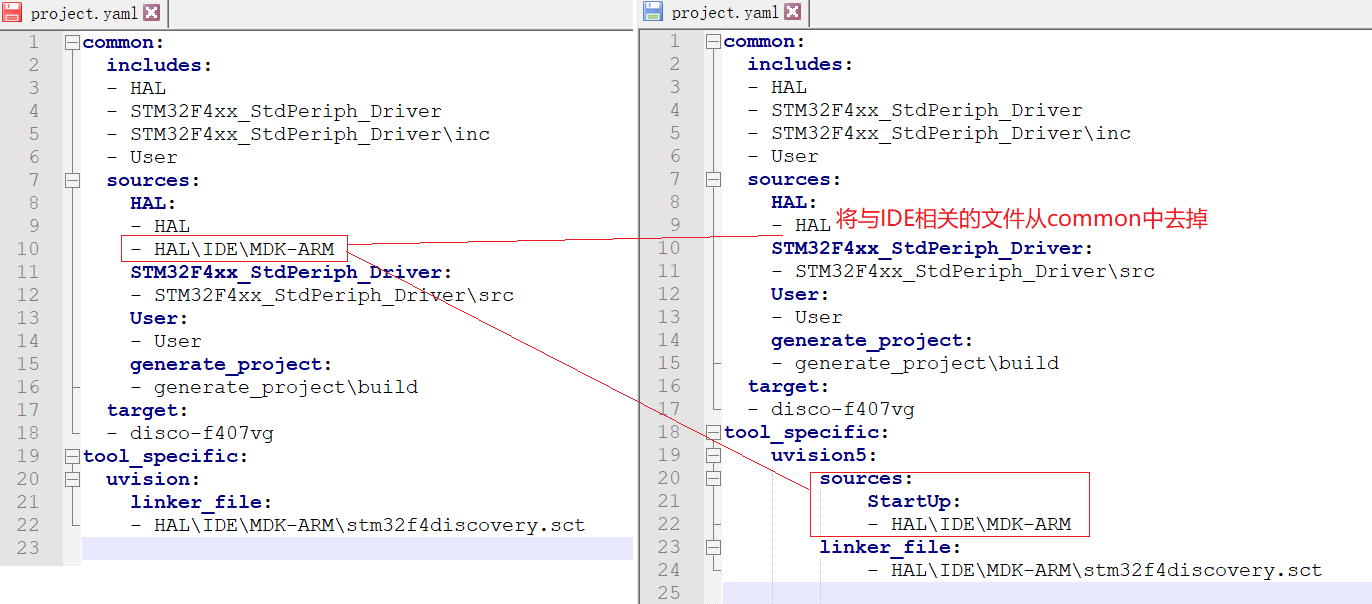 project.yaml
1 common:
2 includes:
3 - HAL
4 - STM32F4xx_StdPeriph_Driver
5 - STM32F4xx_StdPeriph_Driver\inc
6 - User
7 sources:
8 HAL:
9 - HAL
10 - HAL\IDE\MDK-ARM
11 STM32F4xx_StdPeriph_Driver:
12 - STM32F4xx_StdPeriph_Driver\src
13 User:
14 - User
15 generate_project:
16 - generate_project\build
17 target:
18 - disco-f407vg
19 tool_specific:
20 uvision:
21 linker_file:
22 - HAL\IDE\MDK-ARM\stm32f4discovery.sct
23
project.yaml
1 common:
2 includes:
3 - HAL
4 - STM32F4xx_StdPeriph_Driver
5 - STM32F4xx_StdPeriph_Driver\inc
6 - User
7 sources:
8 HAL:
9 - HAL 将与IDE相关的文件从common中去掉
10 STM32F4xx_StdPeriph_Driver:
11 - STM32F4xx_StdPeriph_Driver\src
12 User:
13 - User
14 generate_project:
15 - generate_project\build
16 target:
17 - disco-f407vg
18 tool_specific:
19 uvision5:
20 sources:
21 StartUp:
22 - HAL\IDE\MDK-ARM
23 linker_file:
24 - HAL\IDE\MDK-ARM\stm32f4discovery.sct
25